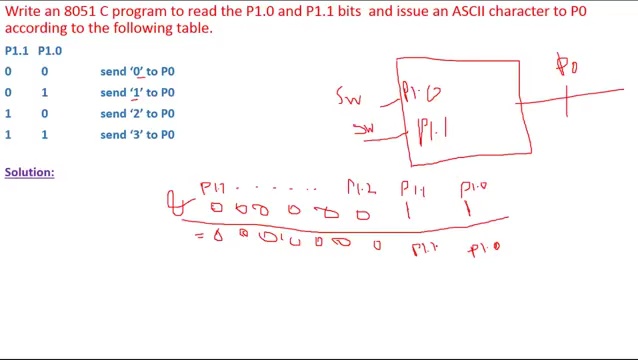 Write an 8051 C program to read the P1.0 and P1.1 bits and issue an ASCII character to P0
according to the following table.
P1.1 P1.0
0 0 send ‘0’ to P0
0 1 send ‘1’ to P0
1 0 send ‘2’ to P0
1 1 send ‘3’ to P0
P0
SW P1.0
SW P1.1
Solution:
P1.7 . . . . . . P1.2 P1.1 P1.0
& 0 0 0 0 0 0 1 1
= 0 0 0 0 0 0 P1.1 P1.0